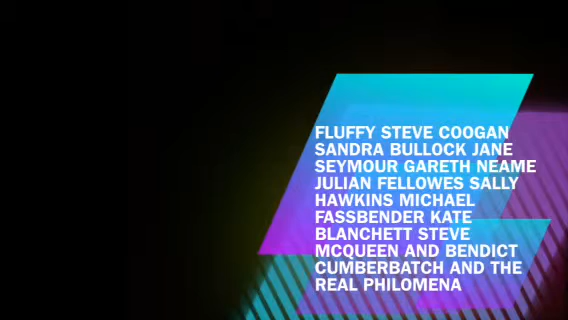 FLUFFY STEVE COOGAN
SANDRA BULLOCK JANE
SEYMOUR GARETH NEAME
JULIAN FELLOWES SALLY
HAWKINS MICHAEL
FASSBENDER KATE
BLANCHETT STEVE
MCQUEEN AND BENDICT
CUMBERBATCH AND THE
REAL PHILOMENA